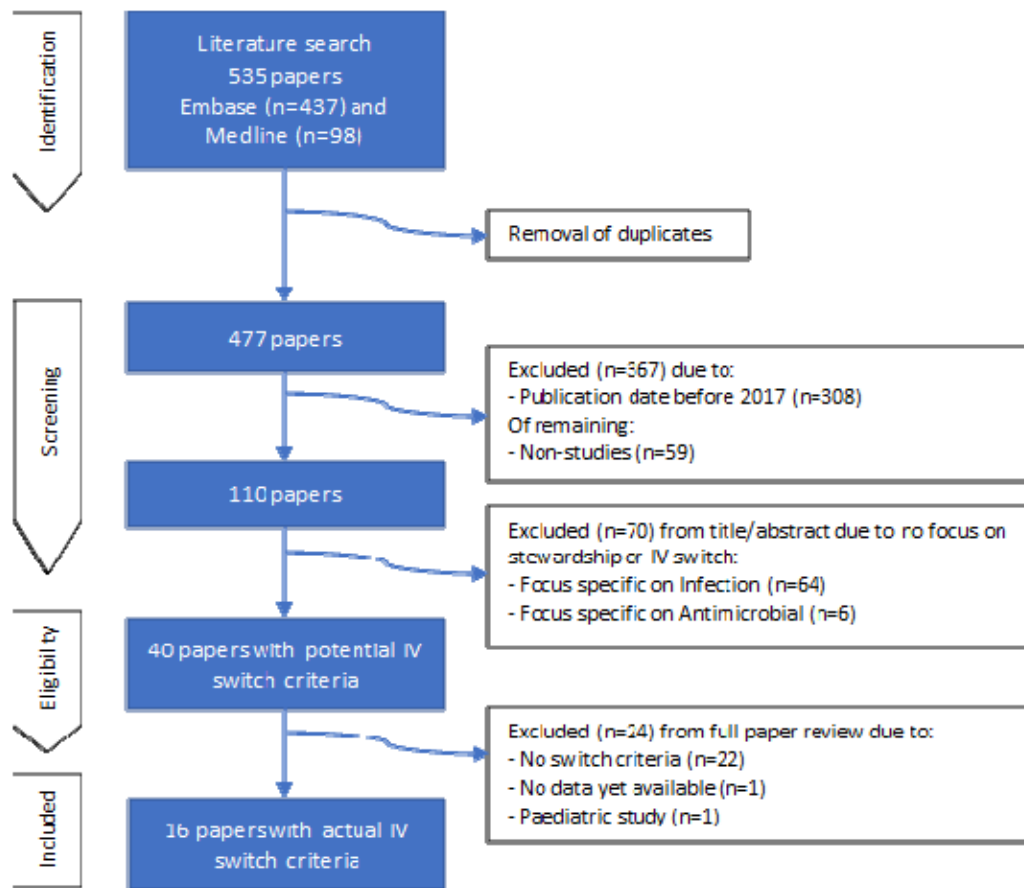 Identification
Literature search
535 papers
Embase (n=437) and
Medline (n=98)
Removal of duplicates
Screening
477 papers
Excluded (n=367) due to:
- Publication date before 2017 (n=308)
Of remaining:
- Non-studies (n=59)
110 papers
Excluded (n=70) from title/abstract due to no focus on
stewardship or IV switch:
- Focus specific on Infection (n=64)
- Focus specific on Antimicrobial (n=6)
Eligibility
40 papers with potential IV
switch criteria
Excluded (n=24) from full paper review due to:
- No switch criteria (n=22)
- No data yet available (n=1)
- Paediatric study (n=1)
Included
16 papers with actual IV
switch criteria